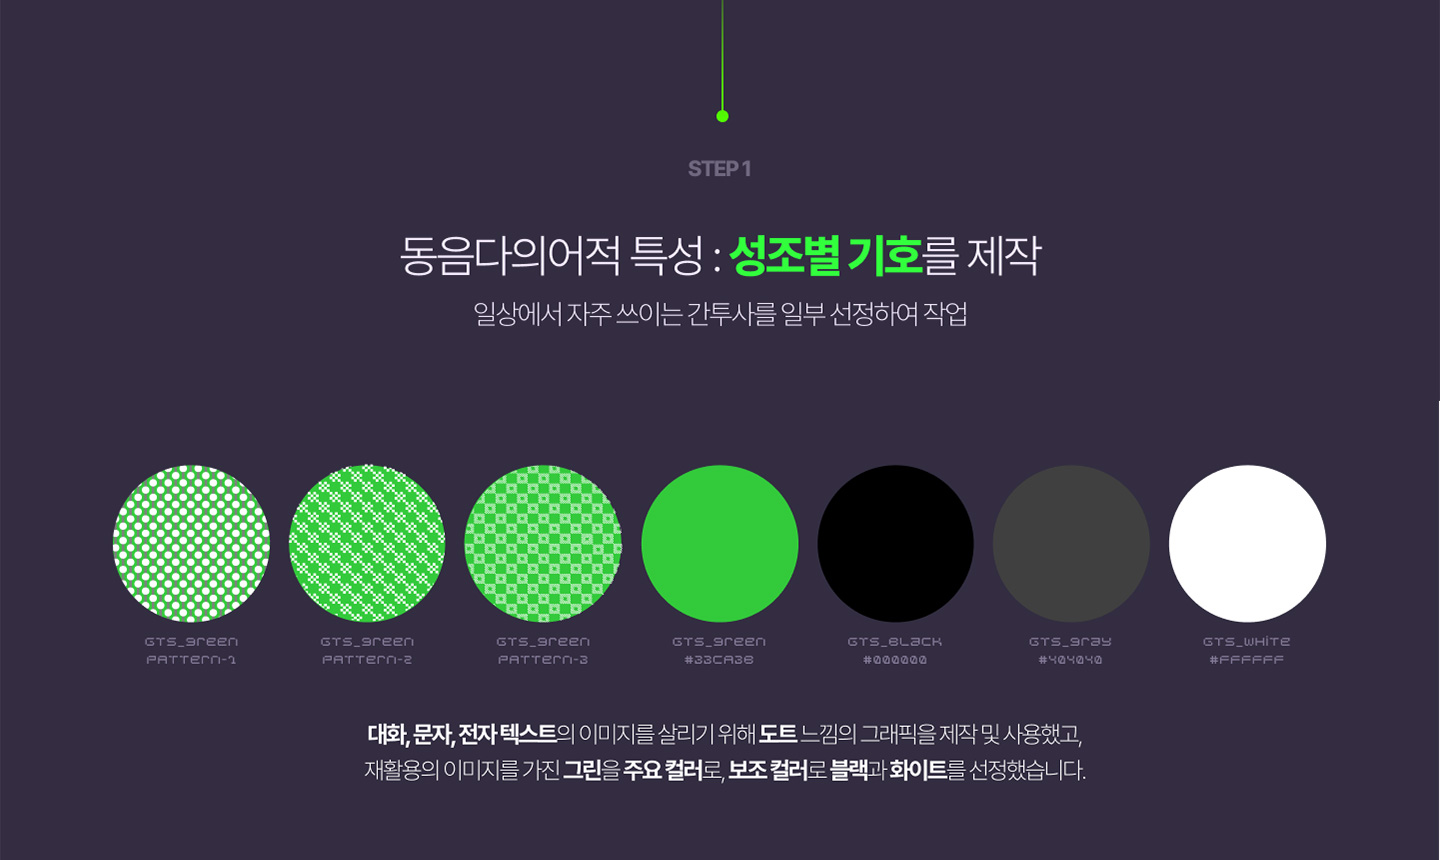 STEP 1
동음다의어적 특성 : 성조별 기호를 제작
일상에서 자주 쓰이는 간투사를 일부 선정하여 작업
GTS_green PATTern-1
GTS_green PATTern-2
GTS_green PATTern-3
GTS_green #33CA3B
GTS_BLack #000000
GTS_gray #404040
GTS_WHiTe #FFFFFF
대화, 문자, 전자 텍스트의 이미지를 살리기 위해 도트 느낌의 그래픽을 제작 및 사용했고,
재활용의 이미지를 가진 그린을 주요 컬러로, 보조 컬러로 블랙과 화이트를 선정했습니다.